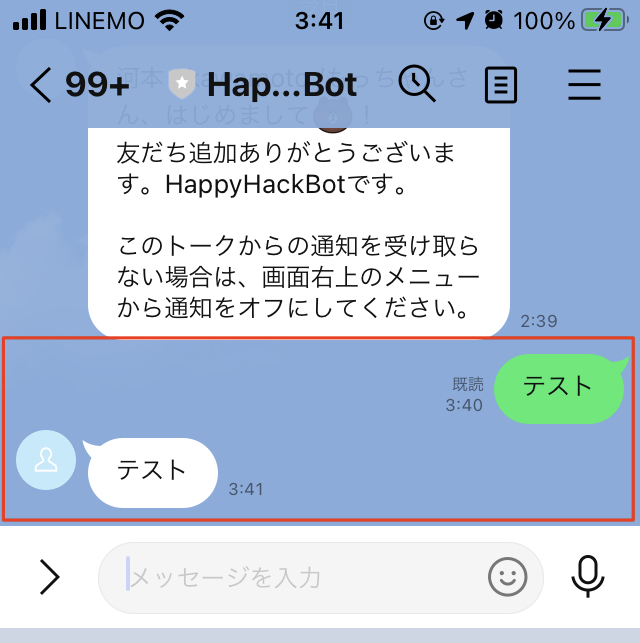 LINEMO 3:41 100%
99+ Hap...Bot
ん、はじめまして！
友だち追加ありがとうございま
す。HappyHackBotです。
このトークからの通知を受け取ら
ない場合は、画面右上のメニュー
から通知をオフにしてください。
2:39
既読
3:40
テスト
テスト
3:41
メッセージを入力